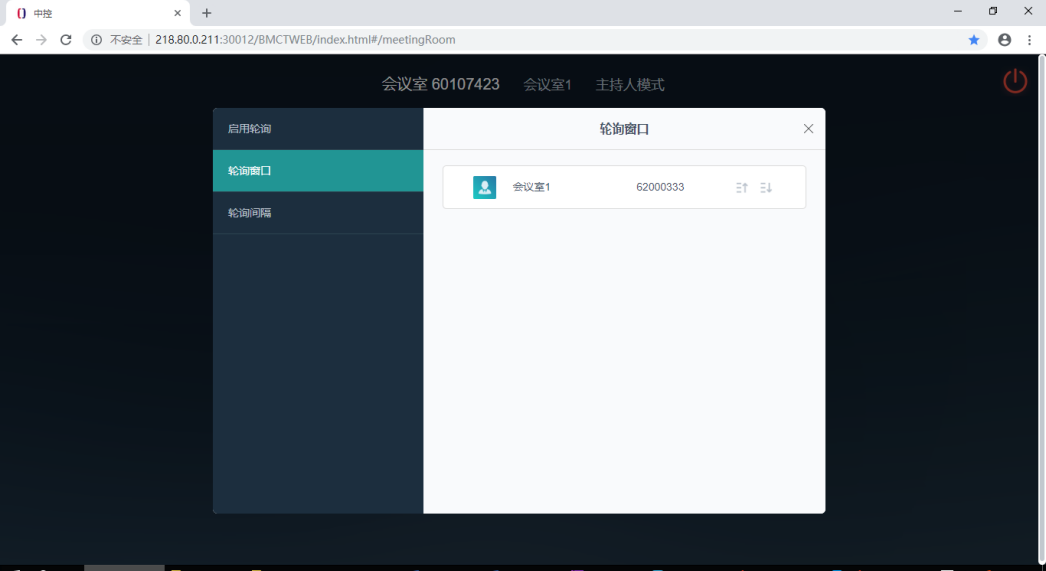 中控
不安全 | 218.80.0.211:30012/BMCTWEB/index.html#/meetingRoom
会议室 60107423 会议室1 主持人模式
启用轮询
轮询窗口
轮询窗口
轮询间隔
会议室1 62000333